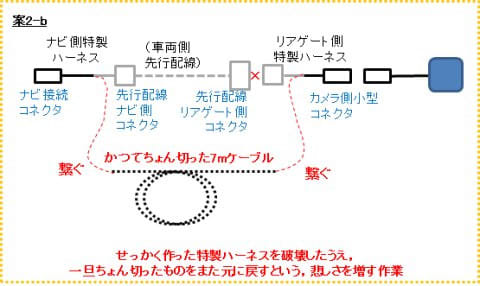 案2-b
ナビ側特製
ハーネス
(車両側
先行配線)
リアゲート側
特製ハーネス
×
ナビ接続
コネクタ
先行配線
ナビ側
コネクタ
先行配線
リアゲート側
コネクタ
カメラ側小型
コネクタ
かつてちょん切った7mケーブル
繋ぐ
繋ぐ
せっかく作った特製ハーネスを破壊したうえ,
一旦ちょん切ったものをまた元に戻すという,悲しさを増す作業